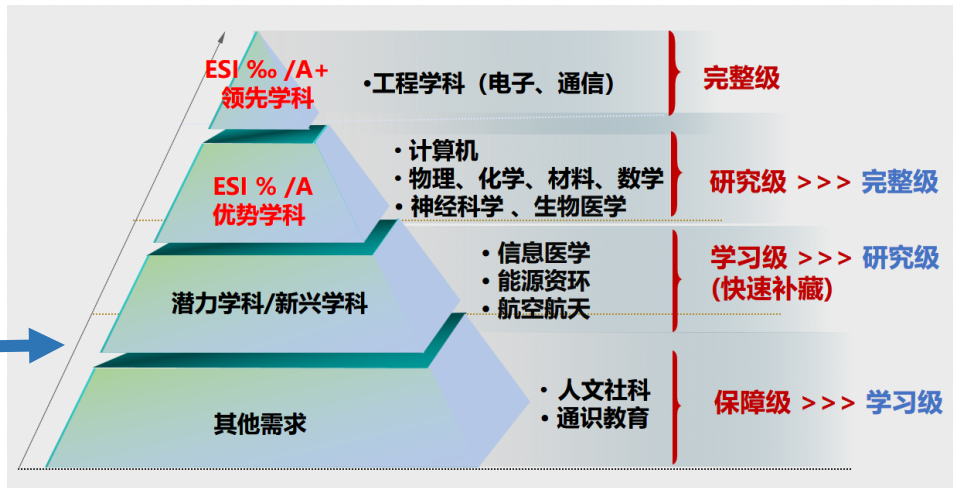 ESI ‰ /A+
领先学科
•工程学科（电子、通信）
完整级
ESI % /A
优势学科
• 计算机
• 物理、化学、材料、数学
• 神经科学 、生物医学
研究级 >>> 完整级
潜力学科/新兴学科
• 信息医学
• 能源资环
• 航空航天
学习级 >>> 研究级
(快速补藏)
其他需求
• 人文社科
• 通识教育
保障级 >>> 学习级